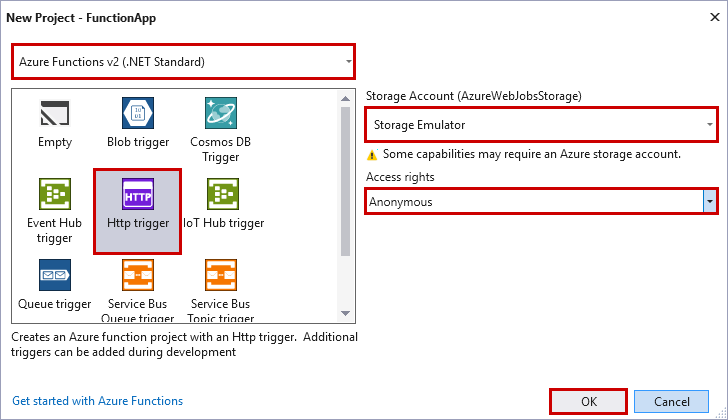 New Project - FunctionApp
Azure Functions v2 (.NET Standard)
Empty
Blob trigger
Cosmos DB
Trigger
Event Hub
trigger
HTTP
Http trigger
IoT Hub trigger
Queue trigger
Service Bus
Queue trigger
Service Bus
Topic trigger
Creates an Azure function project with an Http trigger.  Additional
triggers can be added during development
Storage Account (AzureWebJobsStorage)
Storage Emulator
Some capabilities may require an Azure storage account.
Access rights
Anonymous
Get started with Azure Functions
OK
Cancel